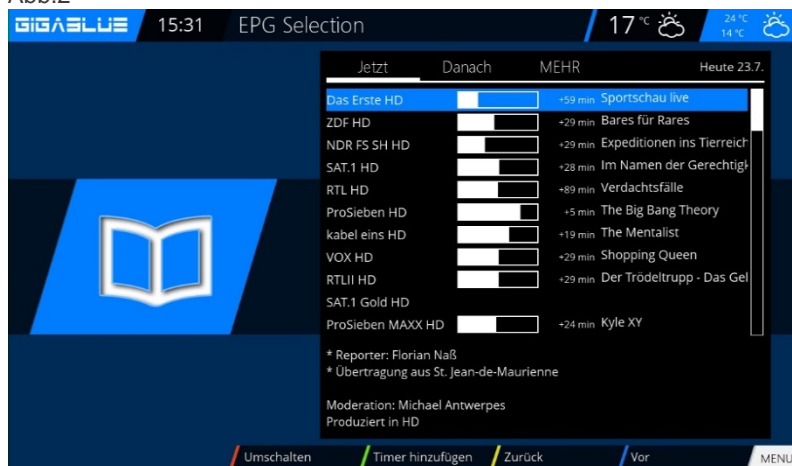 Abb.2
GIGABLUE 15:31 EPG Selection 17 °C 24 °C
14 °C
Jetzt Danach MEHR Heute 23.7.
Das Erste HD +59 min Sportschau live
ZDF HD +29 min Bares für Rares
NDR FS SH HD +29 min Expeditionen ins Tierreich
SAT.1 HD +28 min Im Namen der Gerechtigk
RTL HD +89 min Verdachtsfälle
ProSieben HD +5 min The Big Bang Theory
kabel eins HD +19 min The Mentalist
VOX HD +29 min Shopping Queen
RTLII HD +29 min Der Trödeltrupp - Das Gel
SAT.1 Gold HD
ProSieben MAXX HD +24 min Kyle XY
* Reporter: Florian Naß
* Übertragung aus St. Jean-de-Maurienne
Moderation: Michael Antwerpes
Produziert in HD
Umschalten Timer hinzufügen Zurück Vor MENU